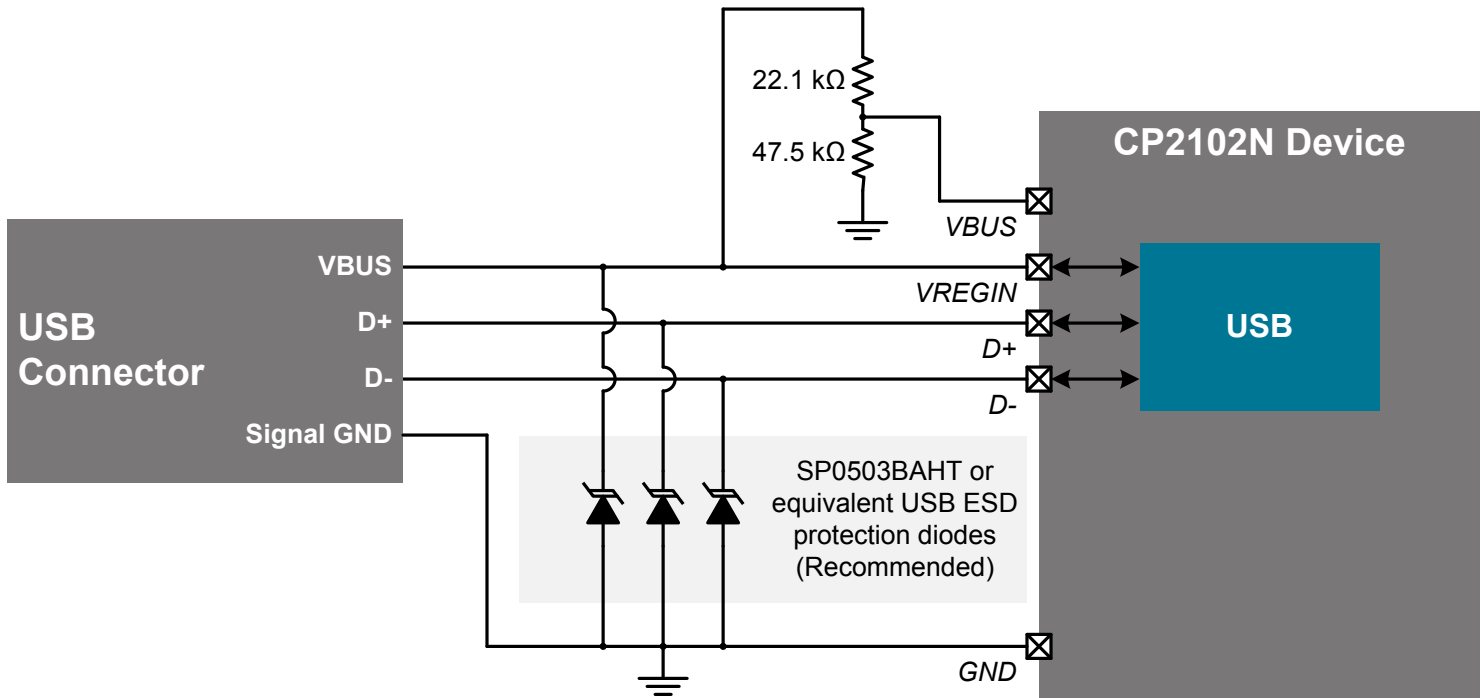 22.1 kΩ
47.5 kΩ
CP2102N Device
VBUS
USB
Connector
VBUS
D+
D-
Signal GND
VREGIN
D+
D-
USB
SP0503BAHT or
equivalent USB ESD
protection diodes
(Recommended)
GND